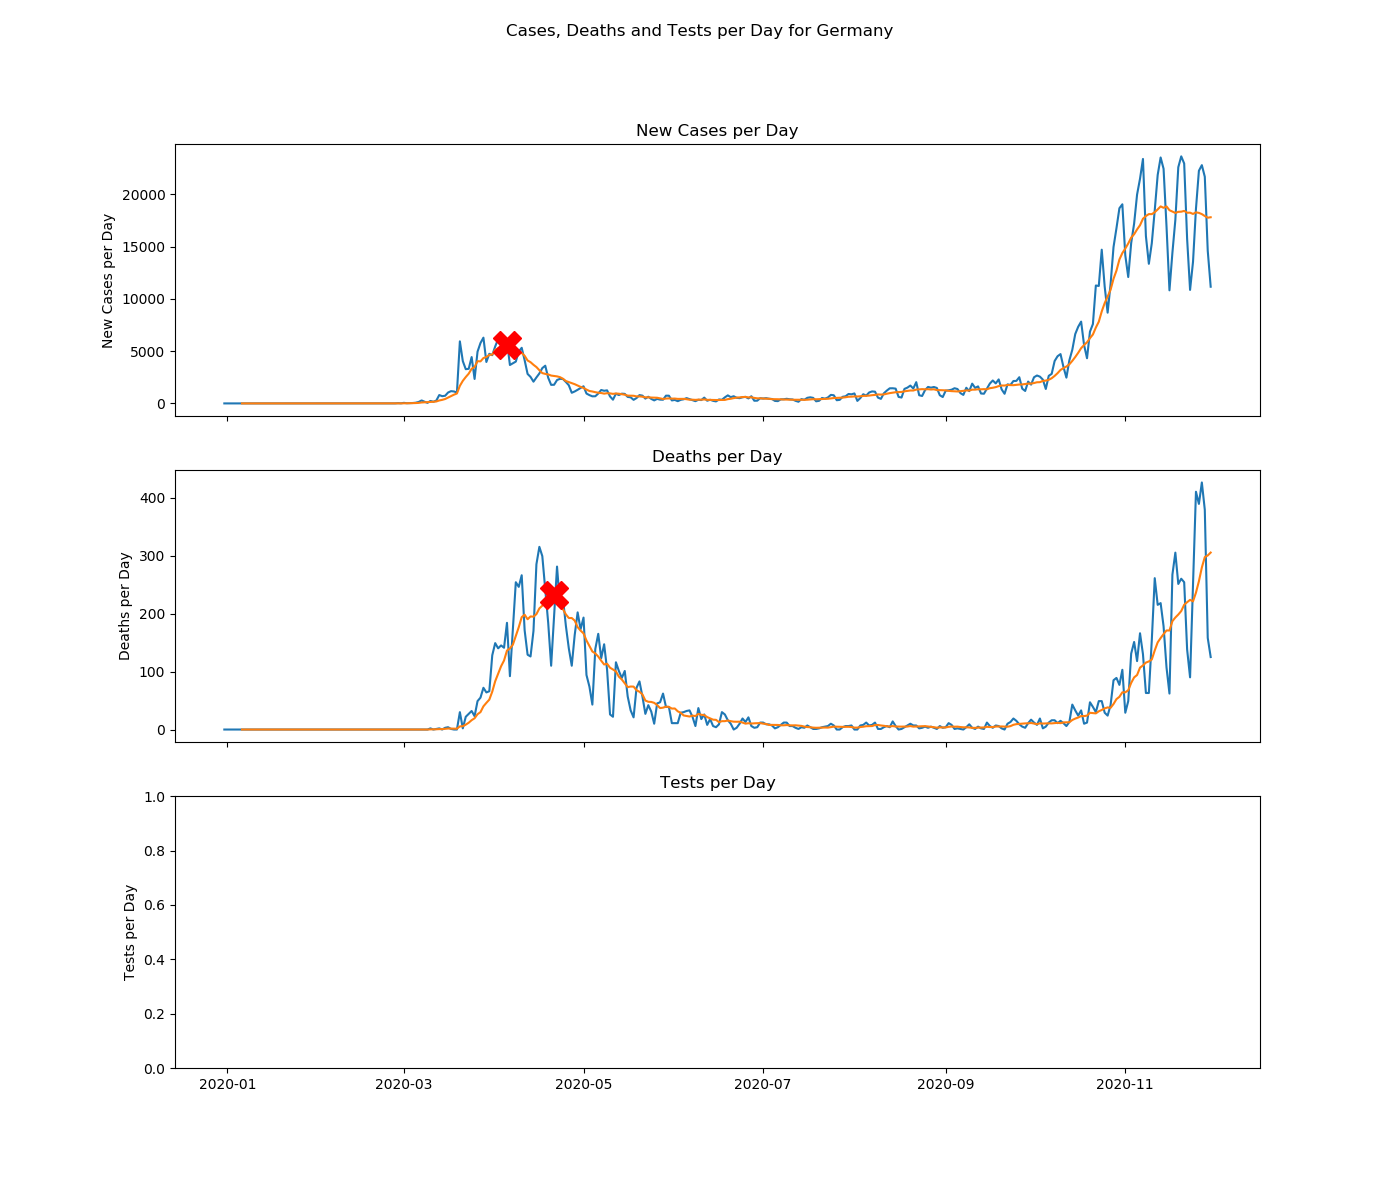 Cases, Deaths and Tests per Day for Germany
New Cases per Day
New Cases per Day
20000
15000
10000
5000
0
Deaths per Day
Deaths per Day
400
300
200
100
0
Tests per Day
Tests per Day
1.0
0.8
0.6
0.4
0.2
0.0
2020-01 2020-03 2020-05 2020-07 2020-09 2020-11